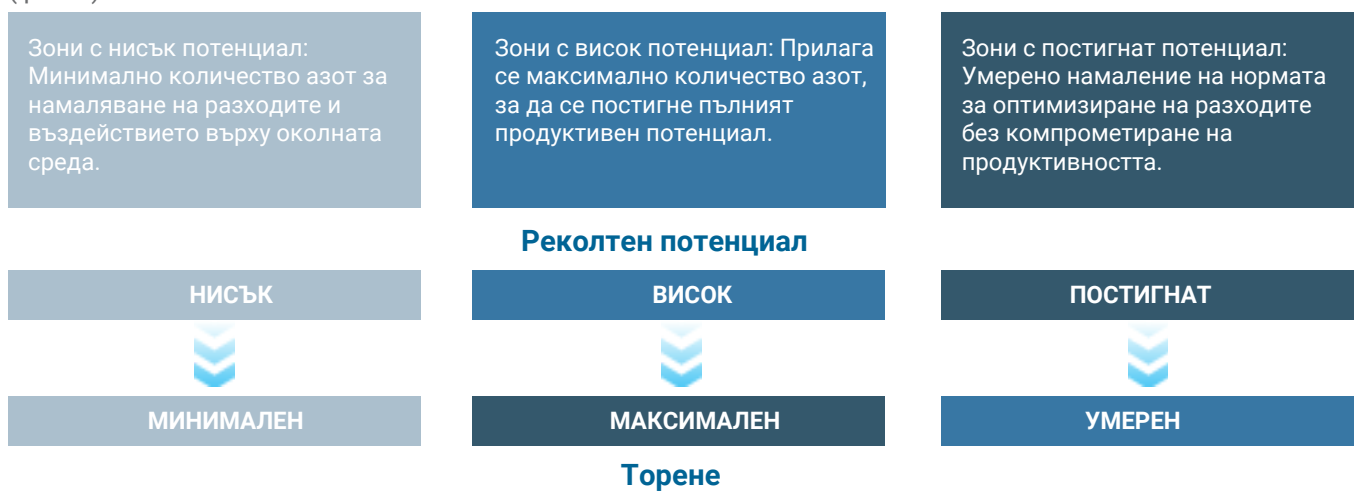 Зони с нисък потенциал:
Минимално количество азот за
намаляване на разходите и
въздействието върху околната
среда.
Зони с висок потенциал: Прилага
се максимално количество азот,
за да се постигне пълният
продуктивен потенциал.
Зони с постигнат потенциал:
Умерено намаление на нормата
за оптимизиране на разходите
без компрометиране на
продуктивността.
Реколтен потенциал
НИСЪК
ВИСОК
ПОСТИГНАТ
МИНИМАЛЕН
МАКСИМАЛЕН
УМЕРЕН
Торене